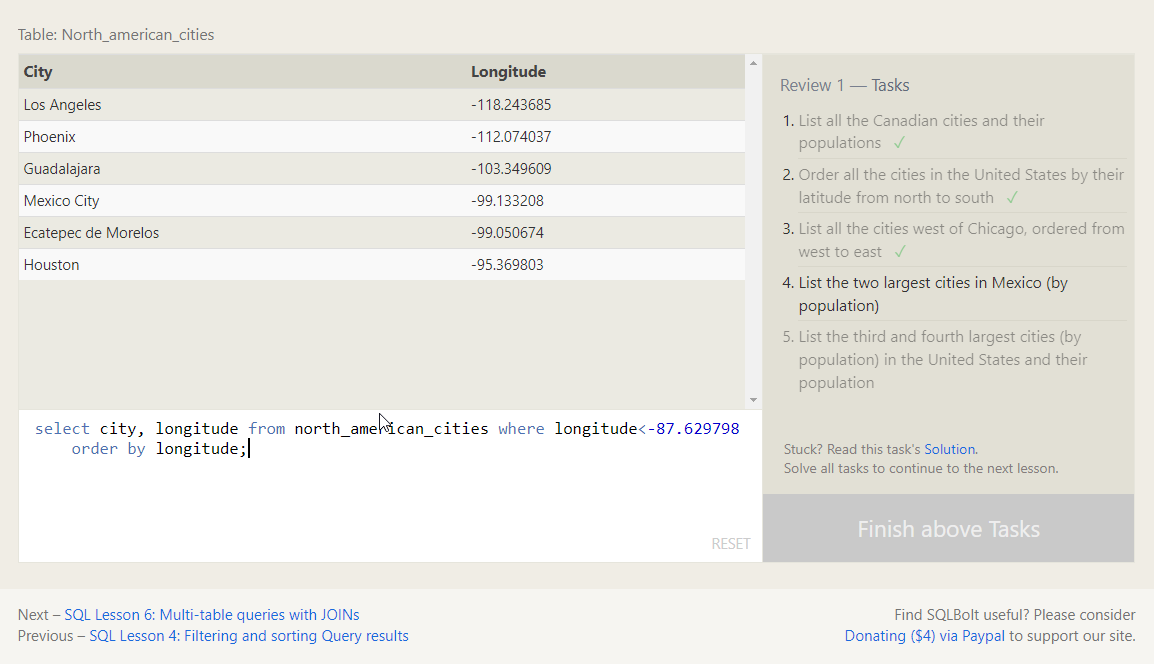 Table: North_american_cities
City Longitude
Los Angeles -118.243685
Phoenix -112.074037
Guadalajara -103.349609
Mexico City -99.133208
Ecatepec de Morelos -99.050674
Houston -95.369803
select city, longitude from north_american_cities where longitude<-87.629798
order by longitude;
RESET
Review 1 — Tasks
1. List all the Canadian cities and their
populations ✓
2. Order all the cities in the United States by their
latitude from north to south ✓
3. List all the cities west of Chicago, ordered from
west to east ✓
4. List the two largest cities in Mexico (by
population)
5. List the third and fourth largest cities (by
population) in the United States and their
population
Stuck? Read this task's Solution.
Solve all tasks to continue to the next lesson.
Finish above Tasks
Next – SQL Lesson 6: Multi-table queries with JOINs
Previous – SQL Lesson 4: Filtering and sorting Query results
Find SQLBolt useful? Please consider
Donating ($4) via Paypal to support our site.